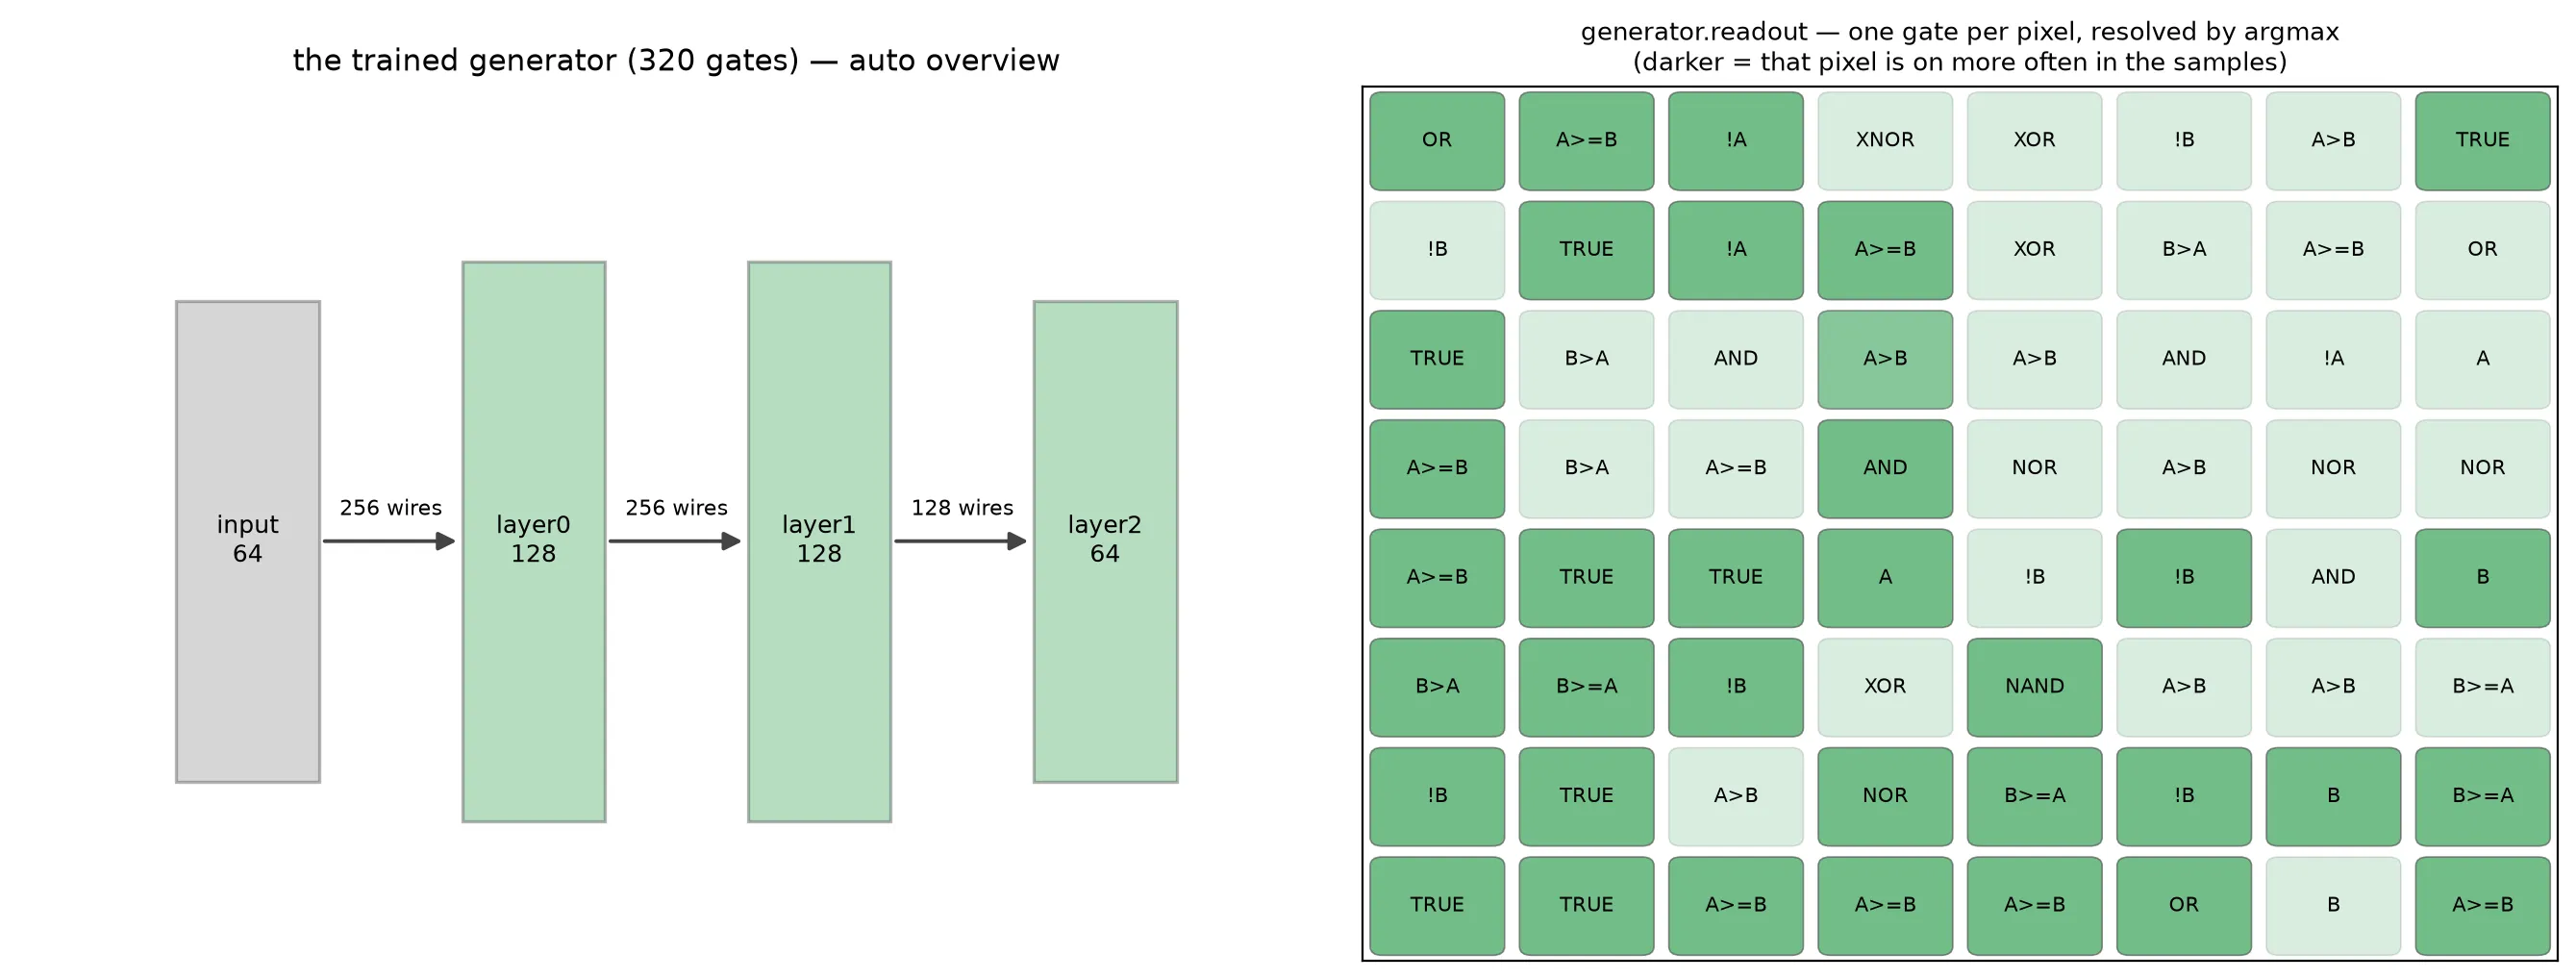 the trained generator (320 gates) — auto overview
input
64
256 wires
layer0
128
256 wires
layer1
128
128 wires
layer2
64
generator.readout — one gate per pixel, resolved by argmax
(darker = that pixel is on more often in the samples)
OR A>=B !A XNOR XOR !B A>B TRUE
!B TRUE !A A>=B XOR B>A A>=B OR
TRUE B>A AND A>B A>B AND !A A
A>=B B>A A>=B AND NOR A>B NOR NOR
A>=B TRUE TRUE A !B !B AND B
B>A B>=A !B XOR NAND A>B A>B B>=A
!B TRUE A>B NOR B>=A !B B B>=A
TRUE TRUE A>=B A>=B A>=B OR B A>=B